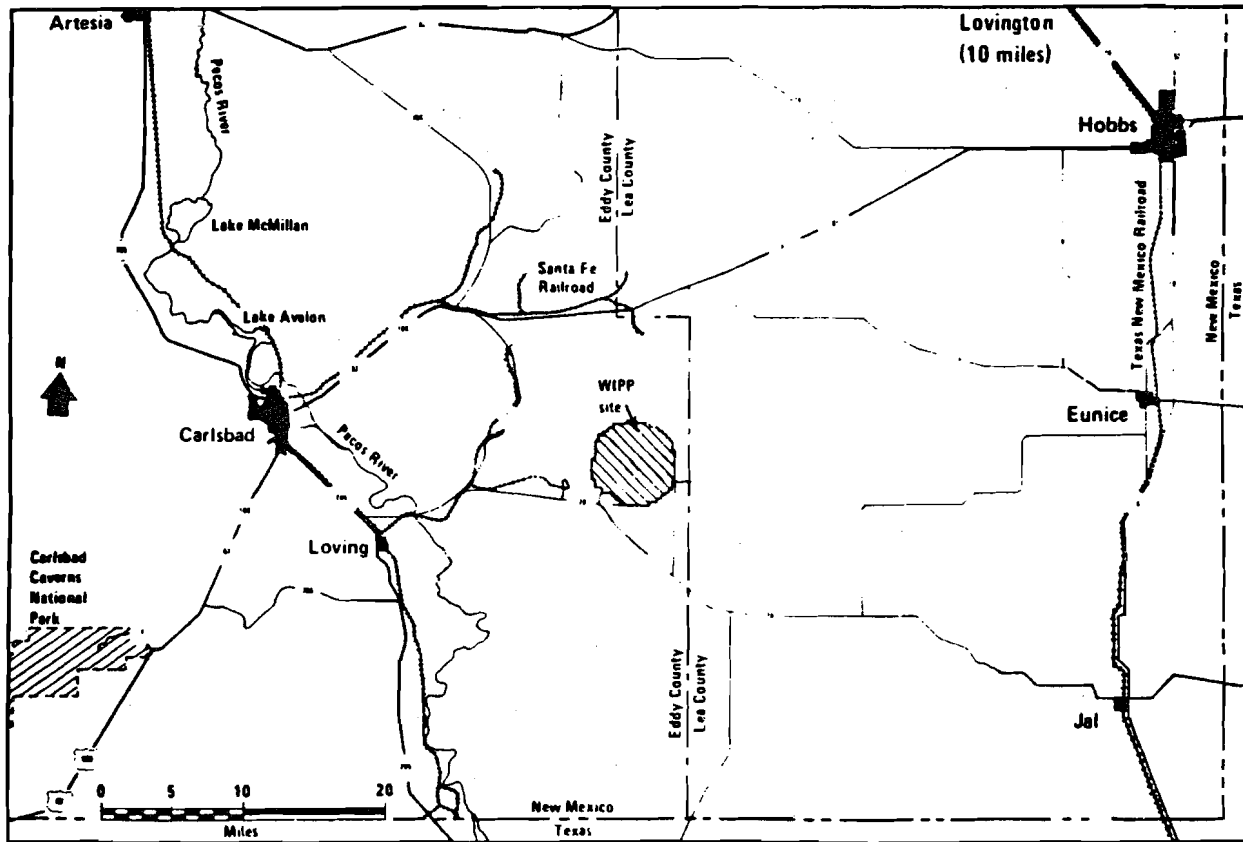 Artesia
Pecos River
Lovington
(10 miles)
Hobbs
Eddy County
Lea County
Lake McMillan
Santa Fe
Railroad
Texas New Mexico Railroad
New Mexico
Texas
Lake Avalon
N
WIPP
site
Eunice
Carlsbad
Pecos River
Loving
Carlsbad
Caverns
National
Park
Eddy County
Lea County
Jal
0 5 10 20
Miles
New Mexico
Texas